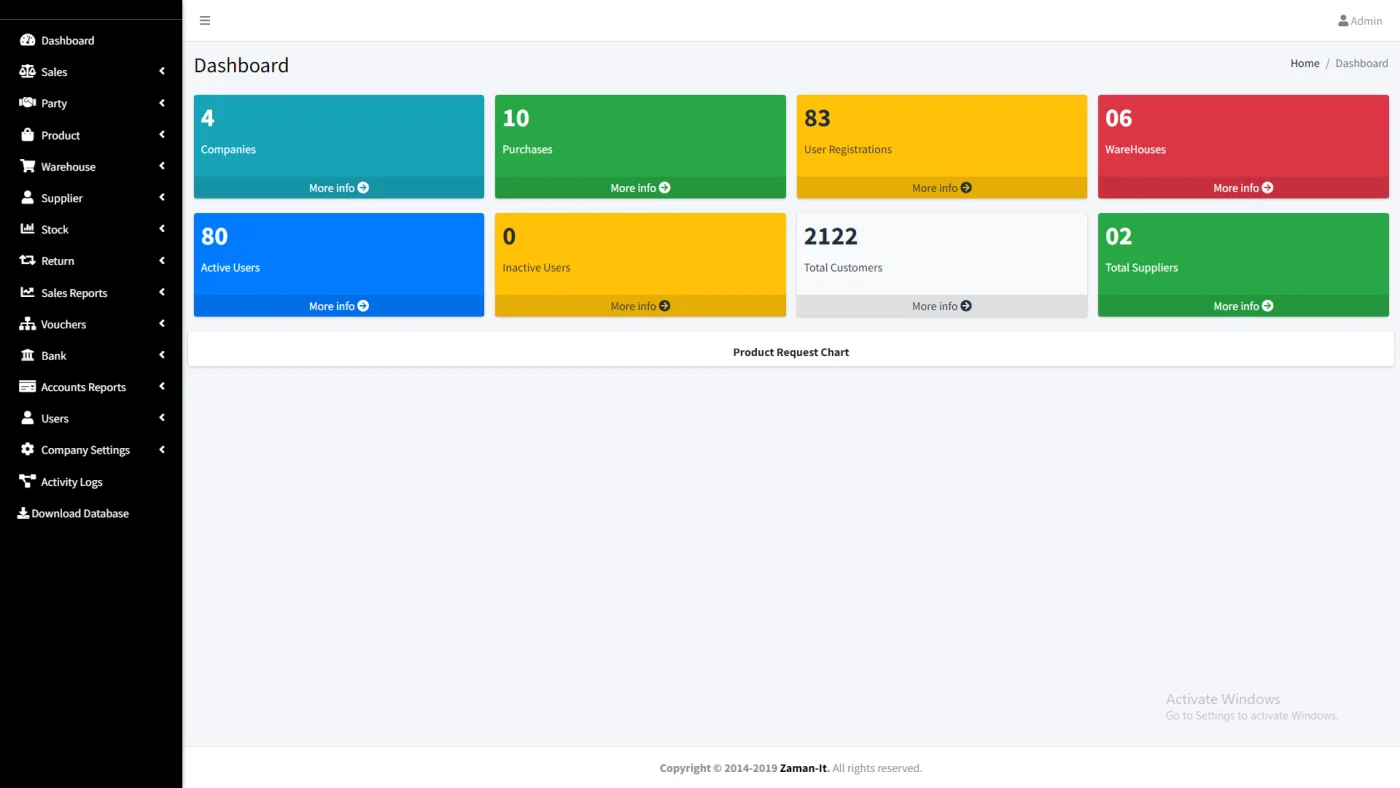 Dashboard
Sales
Party
Product
Warehouse
Supplier
Stock
Return
Sales Reports
Vouchers
Bank
Accounts Reports
Users
Company Settings
Activity Logs
Download Database
Admin
Dashboard
Home / Dashboard
4
Companies
More info
10
Purchases
More info
83
User Registrations
More info
06
WareHouses
More info
80
Active Users
More info
0
Inactive Users
More info
2122
Total Customers
More info
02
Total Suppliers
More info
Product Request Chart
Activate Windows
Go to Settings to activate Windows.
Copyright © 2014-2019 Zaman-It. All rights reserved.